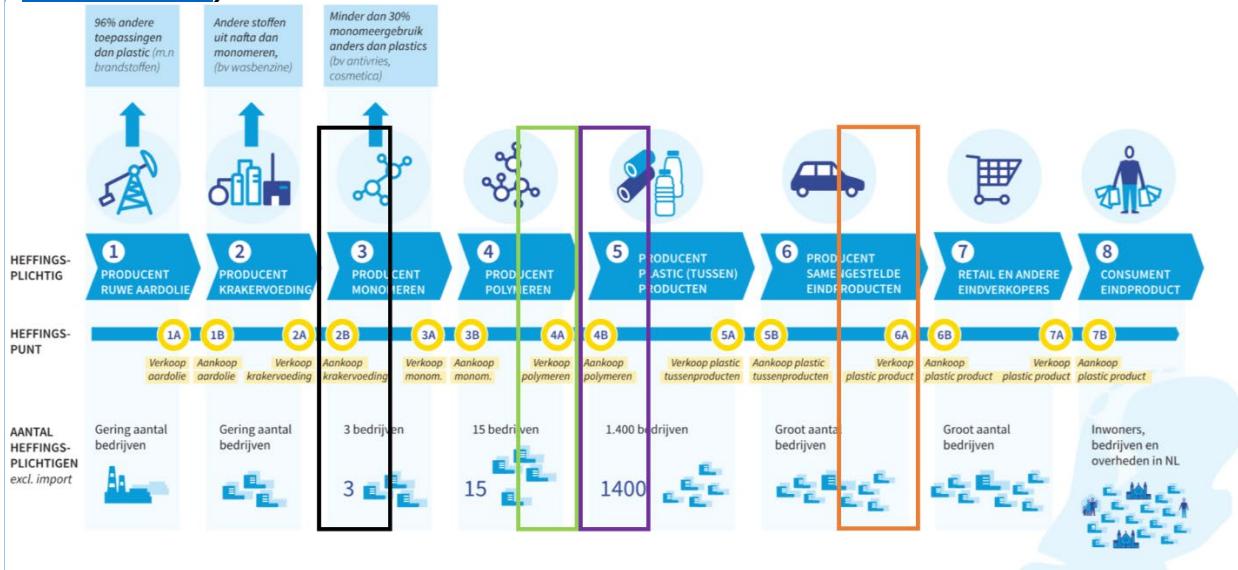 96% andere
toepassingen
dan plastic (m.n
brandstoffen)
Andere stoffen
uit nafta dan
monomeren,
(bv wasbenzine)
Minder dan 30%
monomeergebruik
anders dan plastics
(bv antivries,
cosmetica)
HEFFINGS-
PLICHTIG
1
PRODUCENT
RUWE AARDOLIE
2
PRODUCENT
KRAKERVOEDING
3
PRODUCENT
MONOMEREN
4
PRODUCENT
POLYMEREN
5
PRODUCENT
PLASTIC (TUSSEN)
PRODUCTEN
6
PRODUCENT
SAMENGESTELDE
EINDPRODUCTEN
7
RETAIL EN ANDERE
EINDVERKOPERS
8
CONSUMENT
EINDPRODUCT
HEFFINGS-
PUNT
1A
Verkoop
aardolie
1B
Aankoop
aardolie
2A
Verkoop
krakervoeding
2B
Aankoop
krakervoeding
3A
Verkoop
monom.
3B
Aankoop
monom.
4A
Verkoop
polymeren
4B
Aankoop
polymeren
5A
Verkoop plastic
tussenproducten
5B
Aankoop plastic
tussenproducten
6A
Verkoop
plastic product
6B
Aankoop
plastic product
7A
Verkoop
plastic product
7B
Aankoop
plastic product
AANTAL
HEFFINGS-
PLICHTIGEN
excl. import
Gering aantal
bedrijven
Gering aantal
bedrijven
3 bedrijven
3
15 bedrijven
15
1.400 bedrijven
1400
Groot aantal
bedrijven
Groot aantal
bedrijven
Inwoners,
bedrijven en
overheden in NL